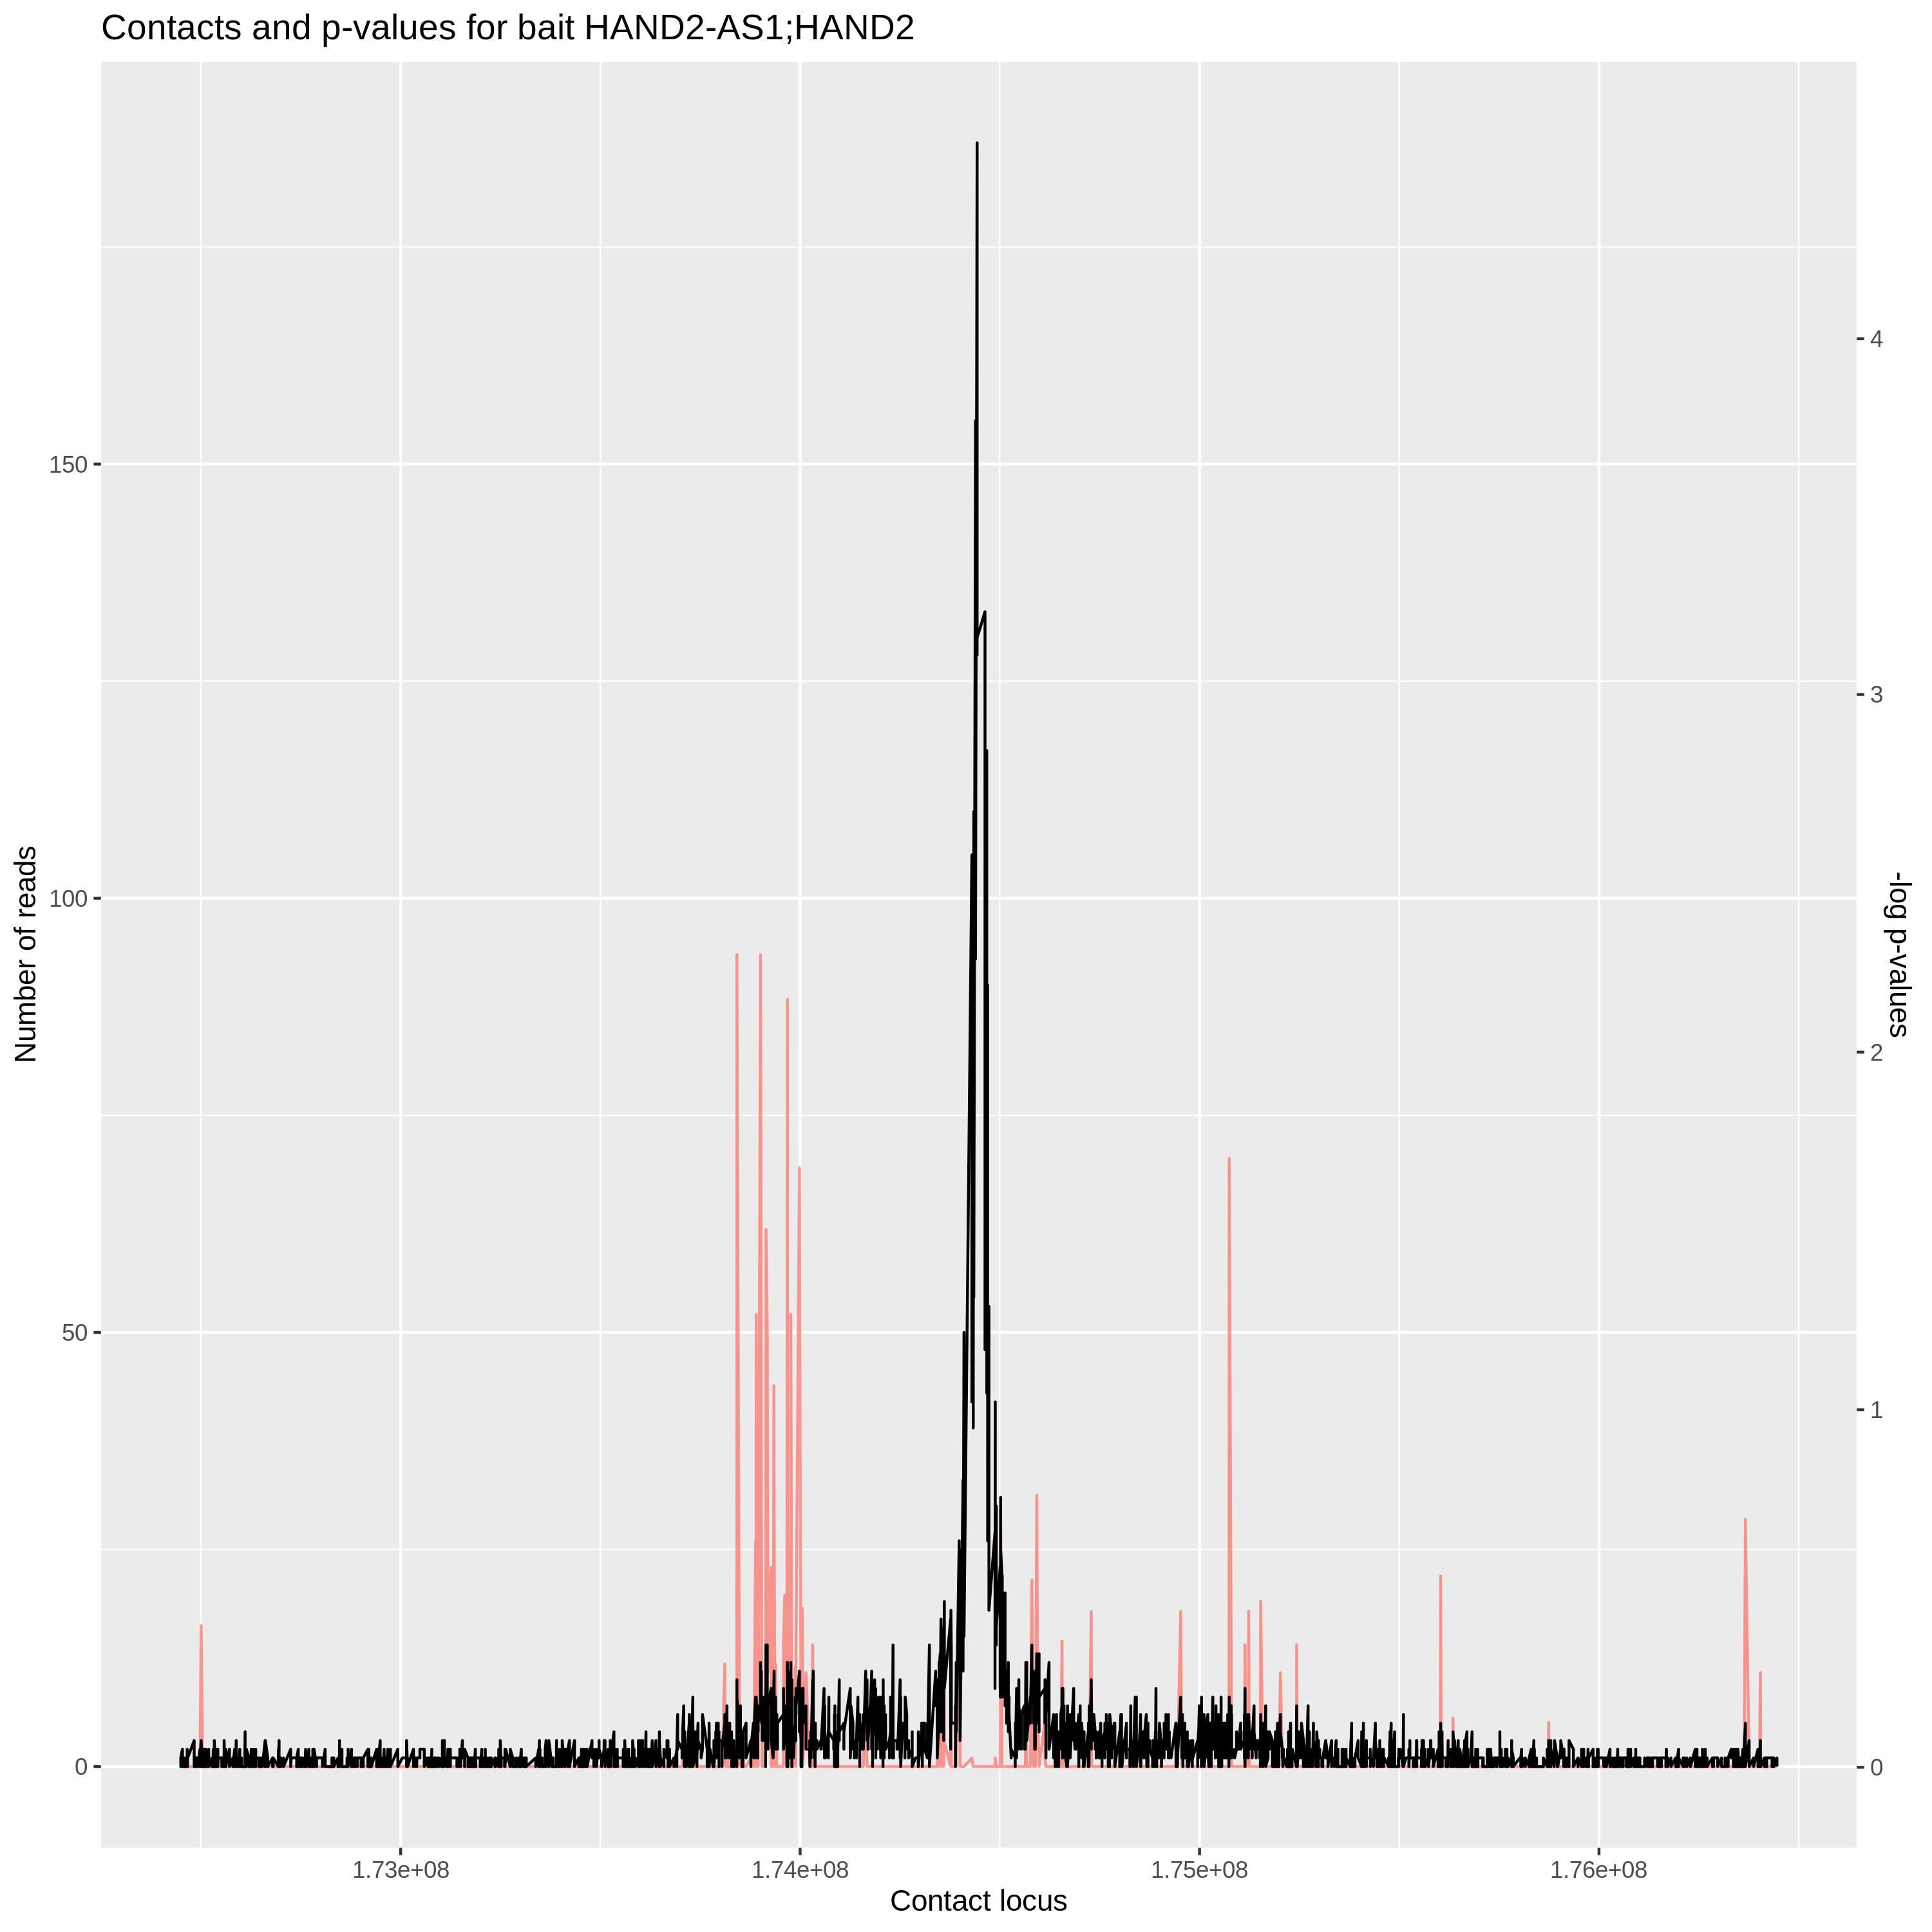 Contacts and p-values for bait HAND2-AS1;HAND2
Number of reads
150
100
50
0
-log p-values
4
3
2
1
0
1.73e+08
1.74e+08
1.75e+08
1.76e+08
Contact locus